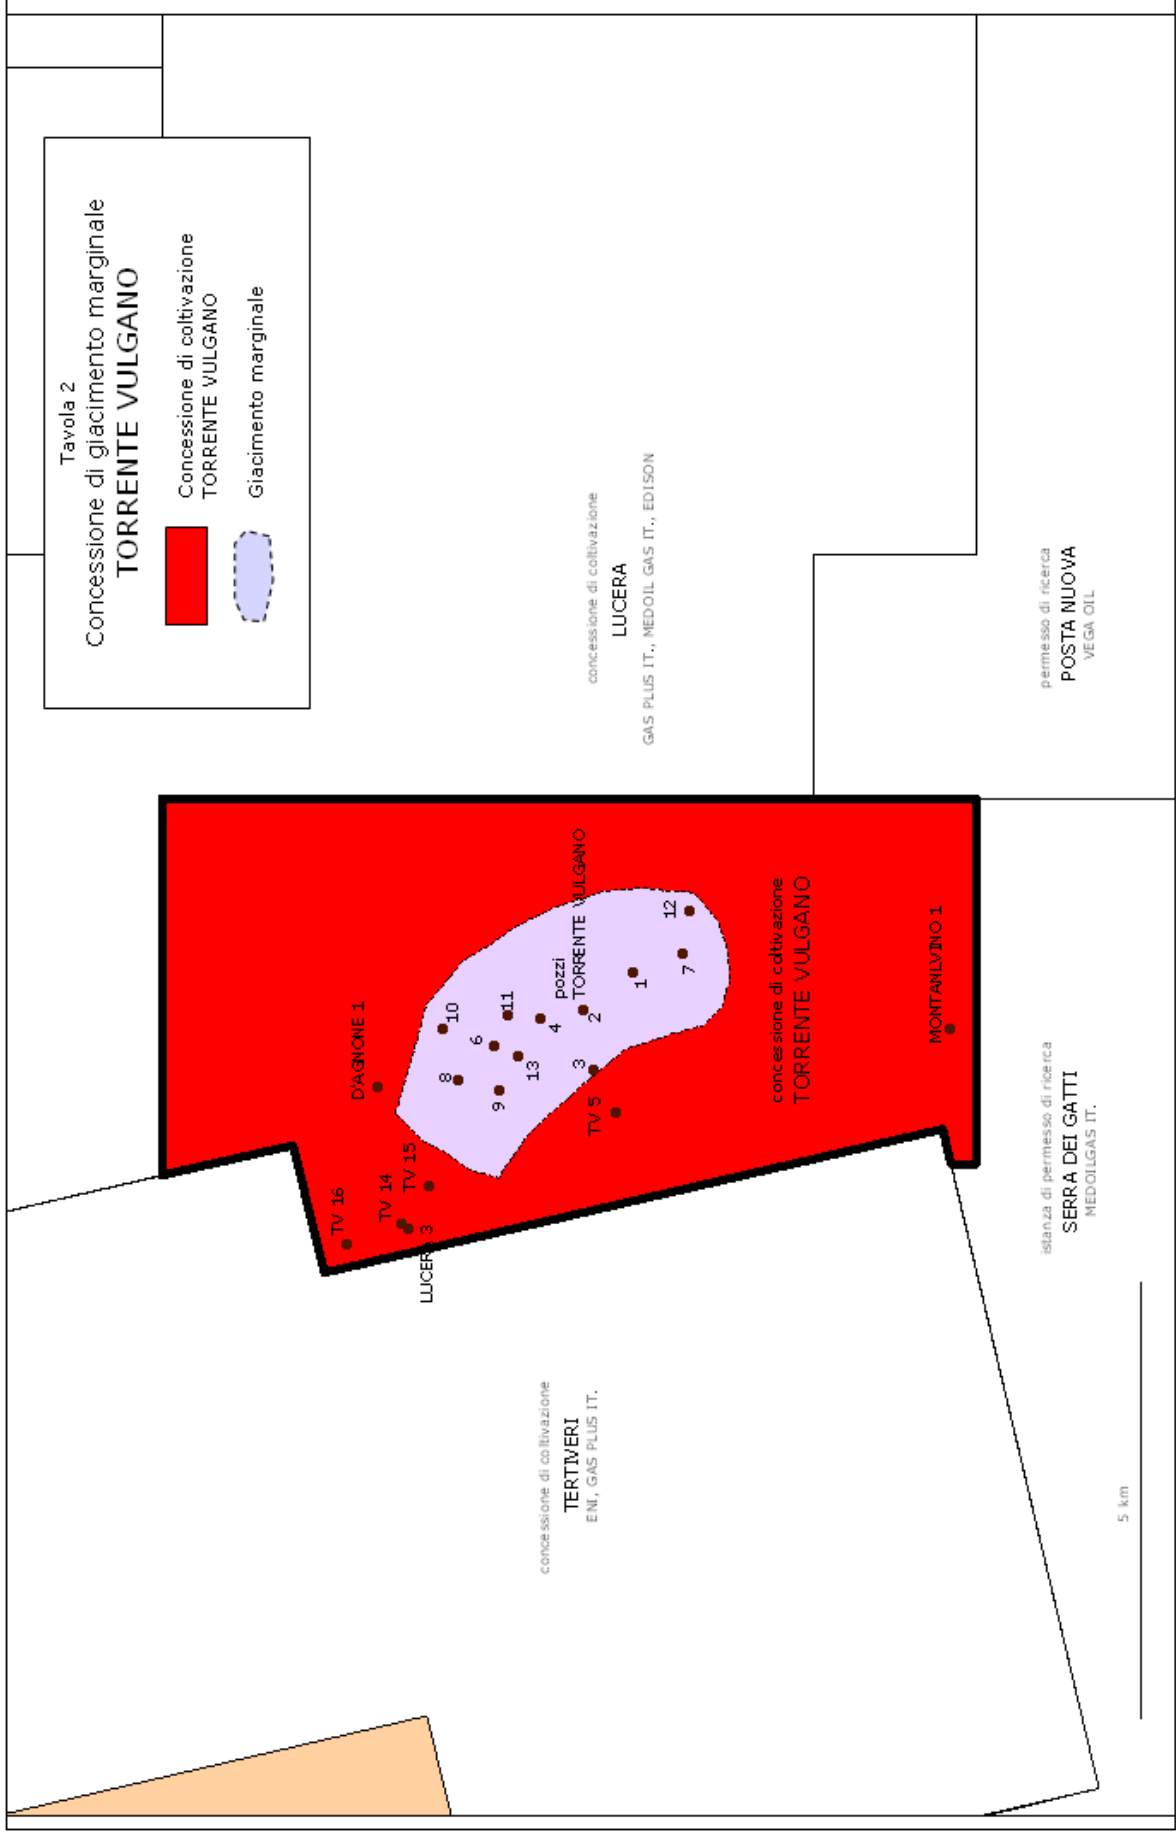 Tavola 2
Concessione di giacimento marginale
TORRENTE VULGANO
Concessione di coltivazione
TORRENTE VULGANO
Giacimento marginale
concessione di coltivazione
LUCERA
GAS PLUS IT., MEDOIL GAS IT., EDISON
permesso di ricerca
POSTA NUOVA
VEGA OIL
TV 16
D'AGNONE 1
TV 14
TV 15
LUCERA 3
10
8
6
11
9
13
4
pozzi
TORRENTE VULGANO
2
3
TV 5
1
12
7
concessione di coltivazione
TORRENTE VULGANO
MONTANLVINO 1
concessione di coltivazione
TERTIVERI
ENI, GAS PLUS IT.
istanza di permesso di ricerca
SERRA DEI GATTI
MEDOILGAS IT.
5 km